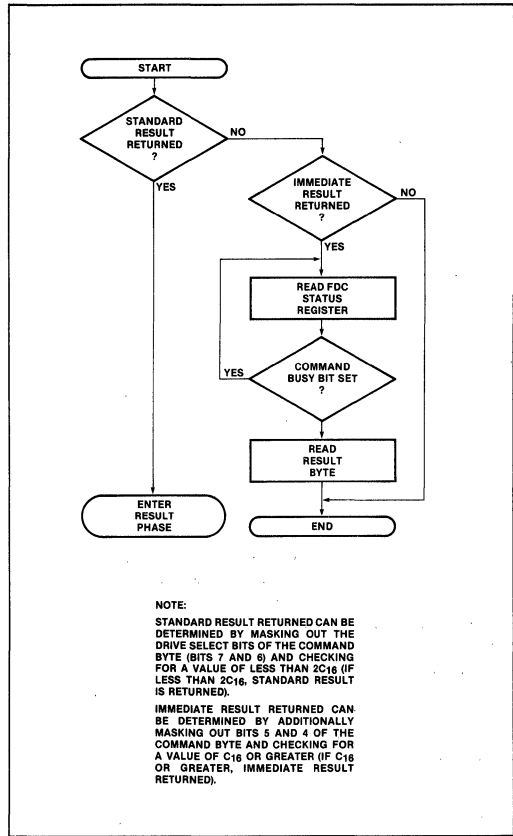 START
STANDARD
RESULT
RETURNED
?
NO
YES
IMMEDIATE
RESULT
RETURNED
?
NO
YES
READ FDC
STATUS
REGISTER
COMMAND
BUSY BIT SET
?
YES
READ
RESULT
BYTE
ENTER
RESULT
PHASE
END
NOTE:
STANDARD RESULT RETURNED CAN BE
DETERMINED BY MASKING OUT THE
DRIVE SELECT BITS OF THE COMMAND
BYTE (BITS 7 AND 6) AND CHECKING
FOR A VALUE OF LESS THAN 2C16 (IF
LESS THAN 2C16, STANDARD RESULT
IS RETURNED).
IMMEDIATE RESULT RETURNED CAN
BE DETERMINED BY ADDITIONALLY
MASKING OUT BITS 5 AND 4 OF THE
COMMAND BYTE AND CHECKING FOR
A VALUE OF C16 OR GREATER (IF C16
OR GREATER, IMMEDIATE RESULT
RETURNED).